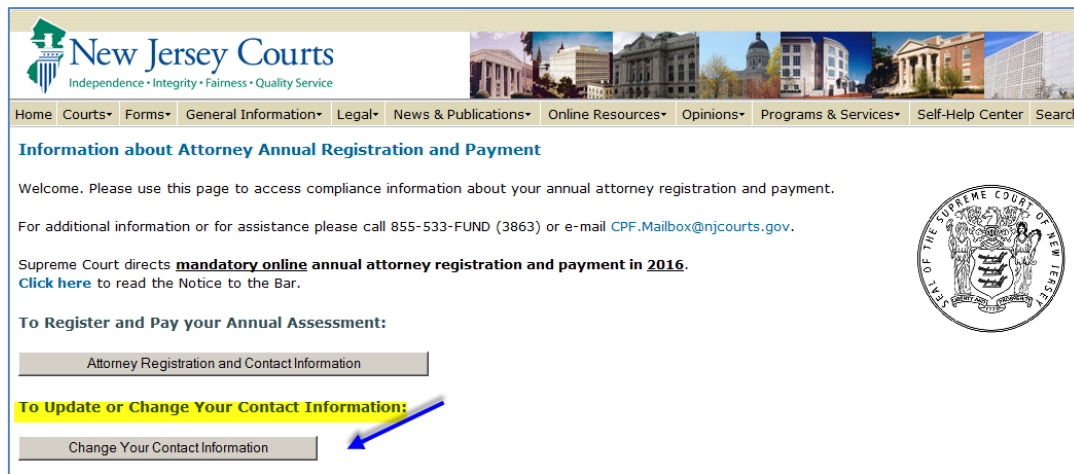 New Jersey Courts
Independence • Integrity • Fairness • Quality Service
Home Courts Forms General Information Legal News & Publications Online Resources Opinions Programs & Services Self-Help Center Search
Information about Attorney Annual Registration and Payment
Welcome. Please use this page to access compliance information about your annual attorney registration and payment.
For additional information or for assistance please call 855-533-FUND (3863) or e-mail CPF.Mailbox@njcourts.gov.
Supreme Court directs mandatory online annual attorney registration and payment in 2016.
Click here to read the Notice to the Bar.
To Register and Pay your Annual Assessment:
Attorney Registration and Contact Information
To Update or Change Your Contact Information:
Change Your Contact Information
SEAL OF THE SUPREME COURT OF NEW JERSEY
LIBERTY AND PROSPERITY